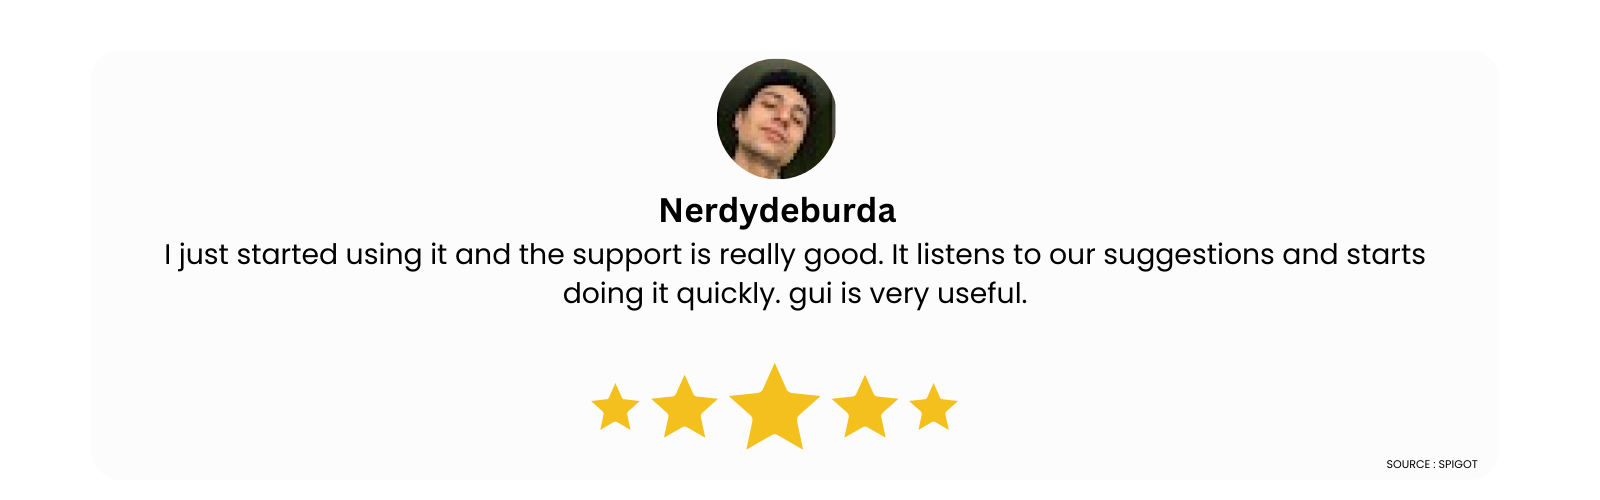 Nerdydeburda
I just started using it and the support is really good. It listens to our suggestions and starts
doing it quickly. gui is very useful.
SOURCE : SPIGOT